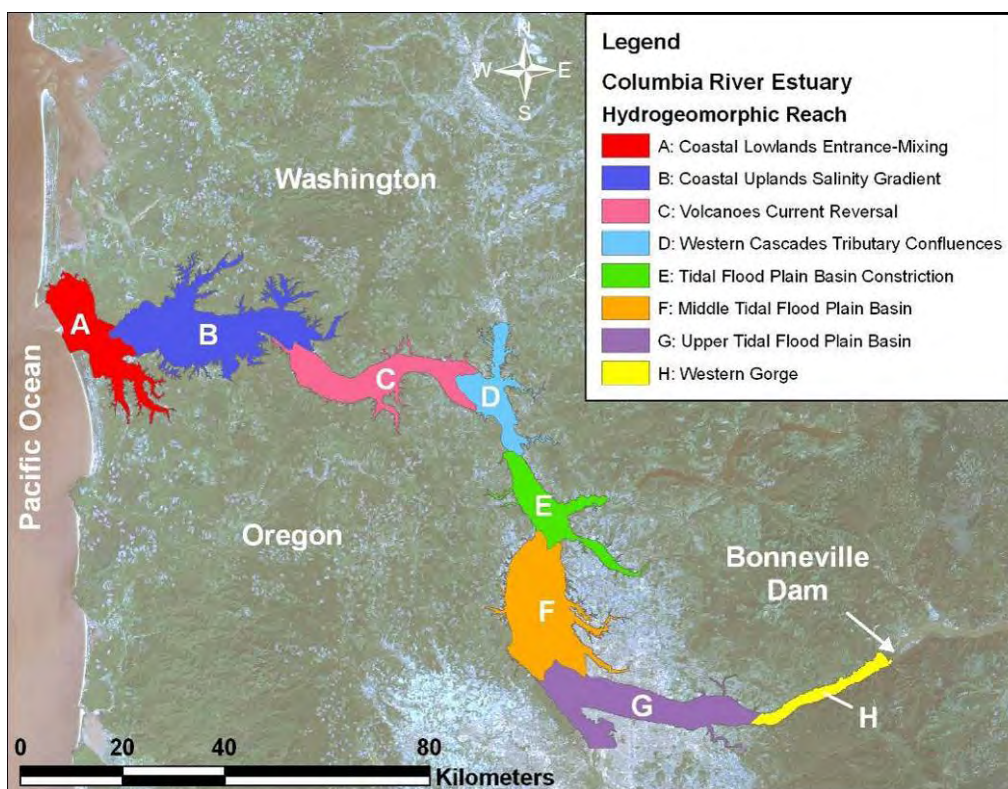 N
W E
S
Washington
Pacific Ocean
Oregon
A
B
C
D
E
F
G
H
Bonneville
Dam
0 20 40 80
Kilometers
Legend
Columbia River Estuary
Hydrogeomorphic Reach
A: Coastal Lowlands Entrance-Mixing
B: Coastal Uplands Salinity Gradient
C: Volcanoes Current Reversal
D: Western Cascades Tributary Confluences
E: Tidal Flood Plain Basin Constriction
F: Middle Tidal Flood Plain Basin
G: Upper Tidal Flood Plain Basin
H: Western Gorge